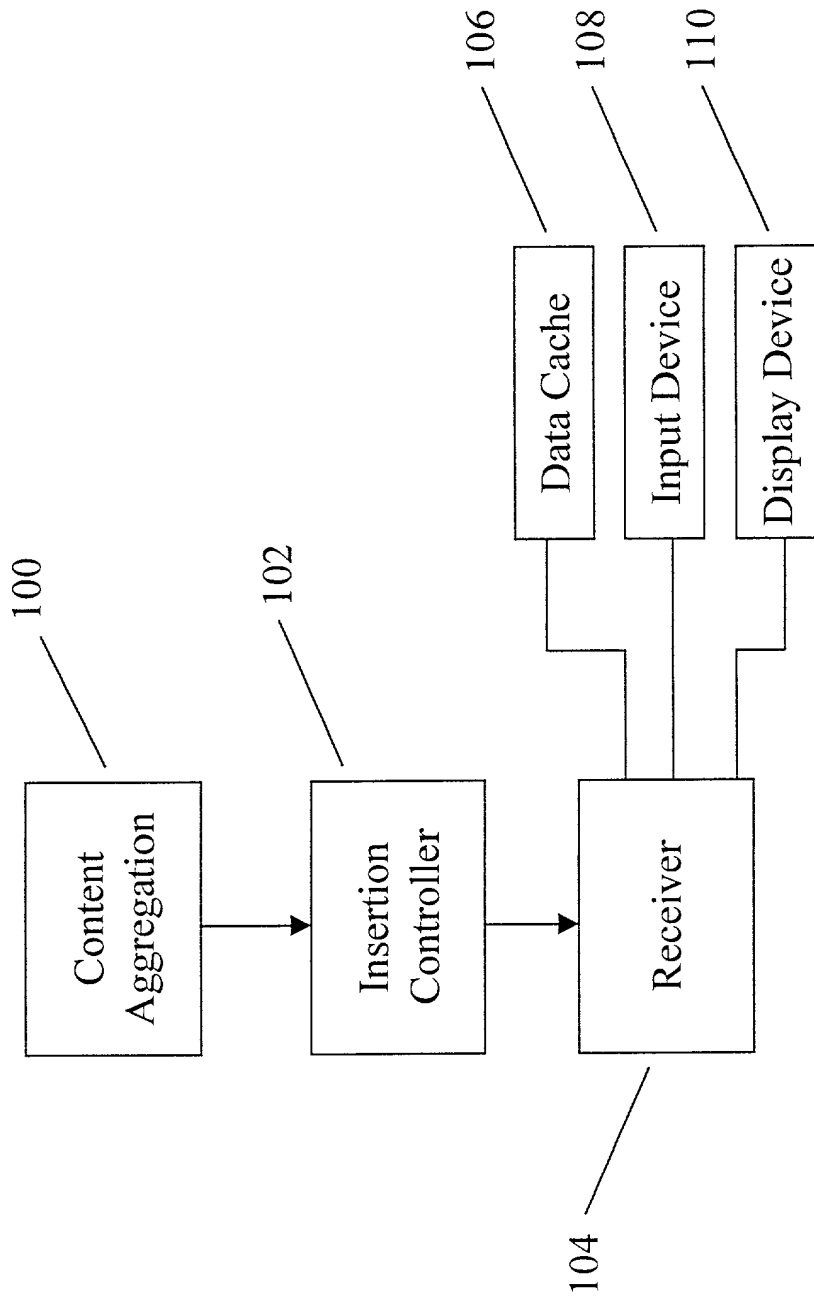 100
Content
Aggregation
102
Insertion
Controller
104
Receiver
106
Data Cache
108
Input Device
110
Display Device